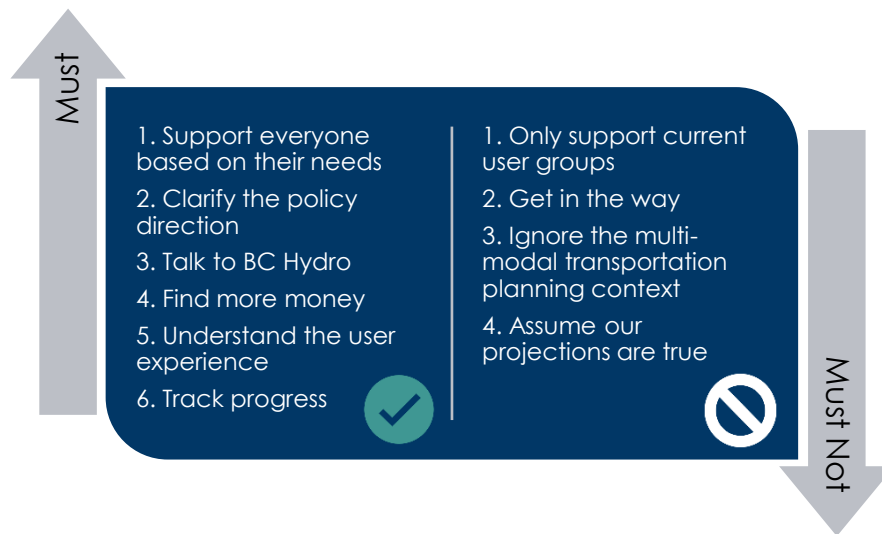 Must
1. Support everyone
based on their needs
2. Clarify the policy
direction
3. Talk to BC Hydro
4. Find more money
5. Understand the user
experience
6. Track progress
1. Only support current
user groups
2. Get in the way
3. Ignore the multi-
modal transportation
planning context
4. Assume our
projections are true
Must Not